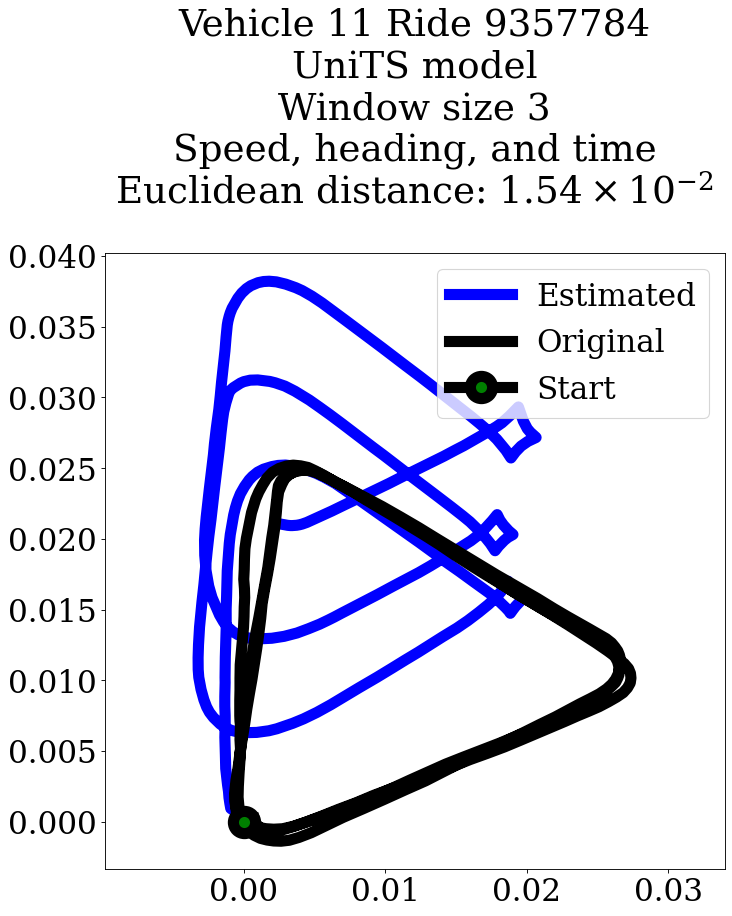 Vehicle 11 Ride 9357784
UniTS model
Window size 3
Speed, heading, and time
Euclidean distance: 1.54 × 10⁻²
0.040
0.035
0.030
0.025
0.020
0.015
0.010
0.005
0.000
Estimated
Original
Start
0.00 0.01 0.02 0.03